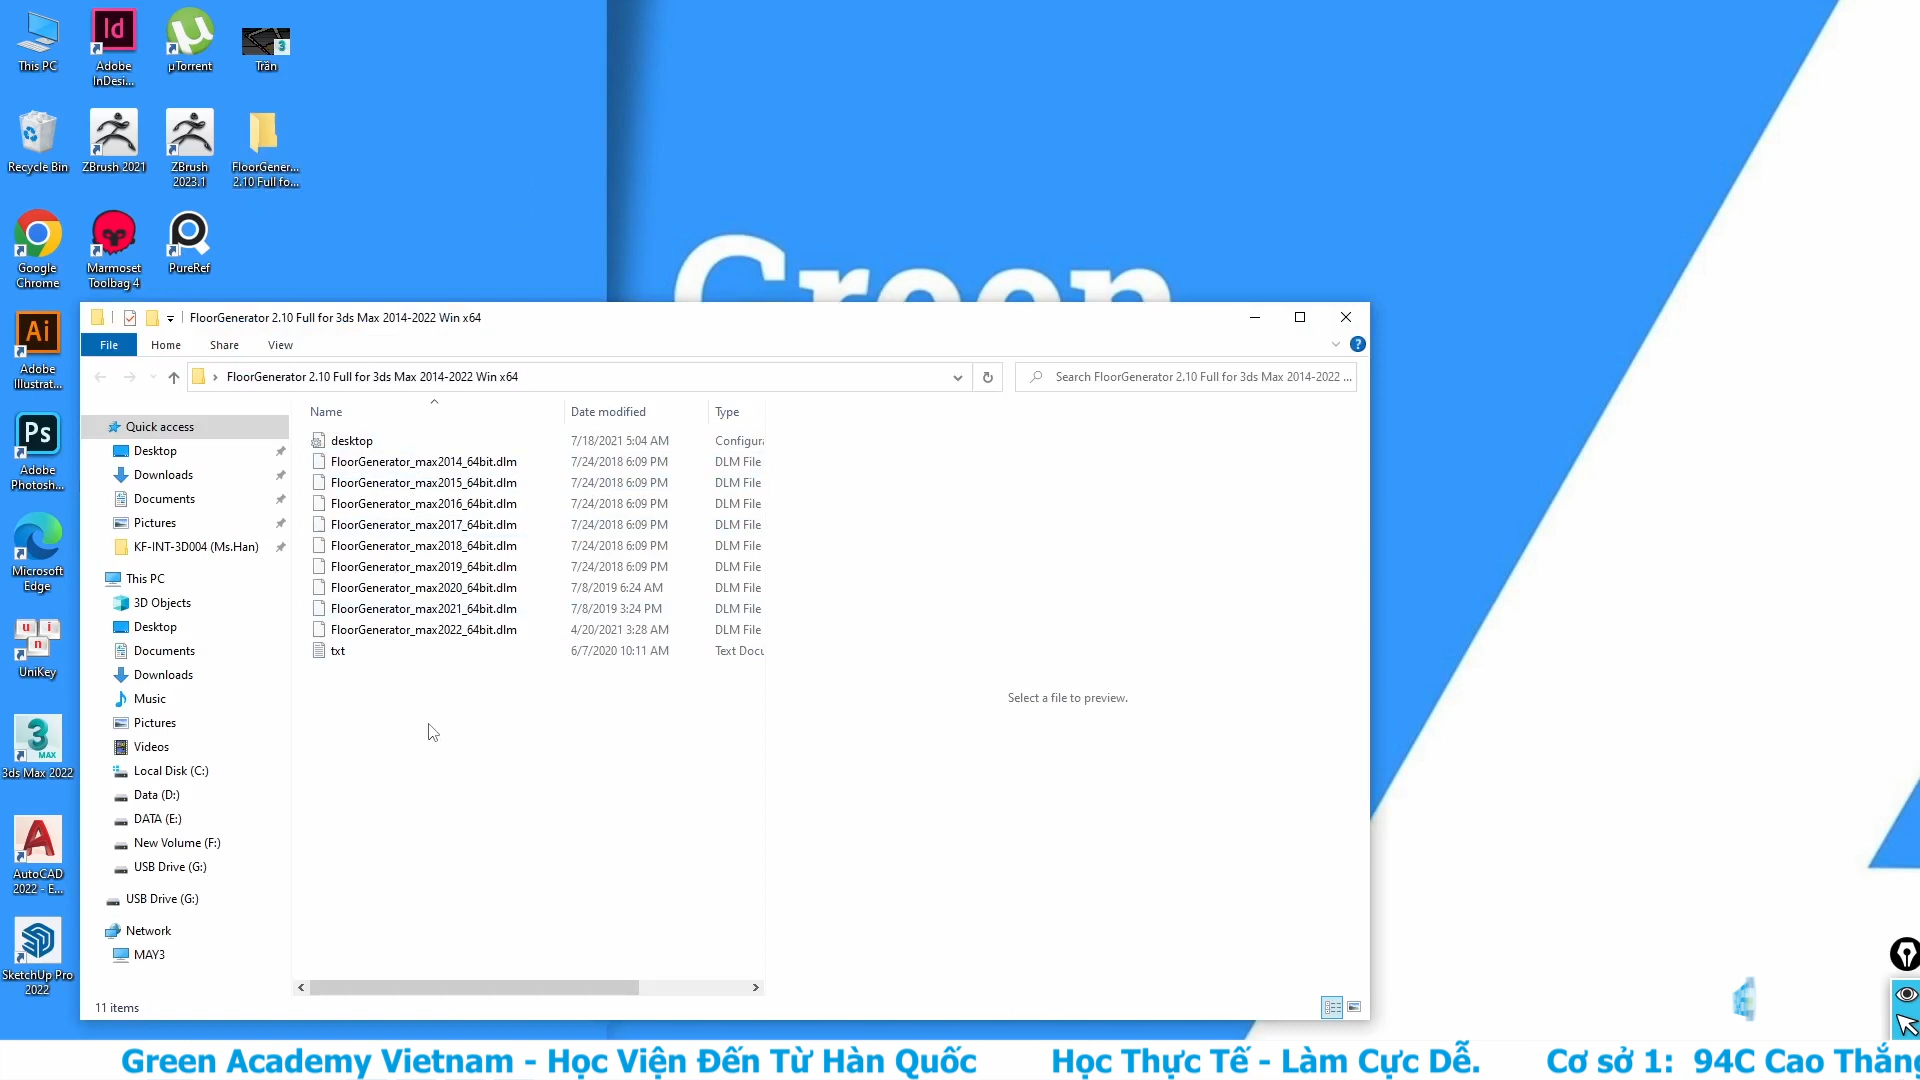 This PC
Adobe
InDesi...
µTorrent
Trần
Recycle Bin
ZBrush 2021
ZBrush
2023.1
FloorGener...
2.10 Full fo...
Google
Chrome
Marmoset
Toolbag 4
PureRef
Adobe
Illustrat...
Adobe
Photosh...
Microsoft
Edge
UniKey
3ds Max 2022
AutoCAD
2022 - E...
SketchUp Pro
2022
Green
FloorGenerator 2.10 Full for 3ds Max 2014-2022 Win x64
File Home Share View
FloorGenerator 2.10 Full for 3ds Max 2014-2022 Win x64
Search FloorGenerator 2.10 Full for 3ds Max 2014-2022 ...
Quick access
Desktop
Downloads
Documents
Pictures
KF-INT-3D004 (Ms.Han)
This PC
3D Objects
Desktop
Documents
Downloads
Music
Pictures
Videos
Local Disk (C:)
Data (D:)
DATA (E:)
New Volume (F:)
USB Drive (G:)
USB Drive (G:)
Network
MAY3
Name Date modified Type
desktop 7/18/2021 5:04 AM Configura
FloorGenerator_max2014_64bit.dlm 7/24/2018 6:09 PM DLM File
FloorGenerator_max2015_64bit.dlm 7/24/2018 6:09 PM DLM File
FloorGenerator_max2016_64bit.dlm 7/24/2018 6:09 PM DLM File
FloorGenerator_max2017_64bit.dlm 7/24/2018 6:09 PM DLM File
FloorGenerator_max2018_64bit.dlm 7/24/2018 6:09 PM DLM File
FloorGenerator_max2019_64bit.dlm 7/24/2018 6:09 PM DLM File
FloorGenerator_max2020_64bit.dlm 7/8/2019 6:24 AM DLM File
FloorGenerator_max2021_64bit.dlm 7/8/2019 3:24 PM DLM File
FloorGenerator_max2022_64bit.dlm 4/20/2021 3:28 AM DLM File
txt 6/7/2020 10:11 AM Text Docu
Select a file to preview.
11 items
Green Academy Vietnam - Học Viện Đến Từ Hàn Quốc Học Thực Tế - Làm Cực Dễ. Cơ sở 1: 94C Cao Thắng